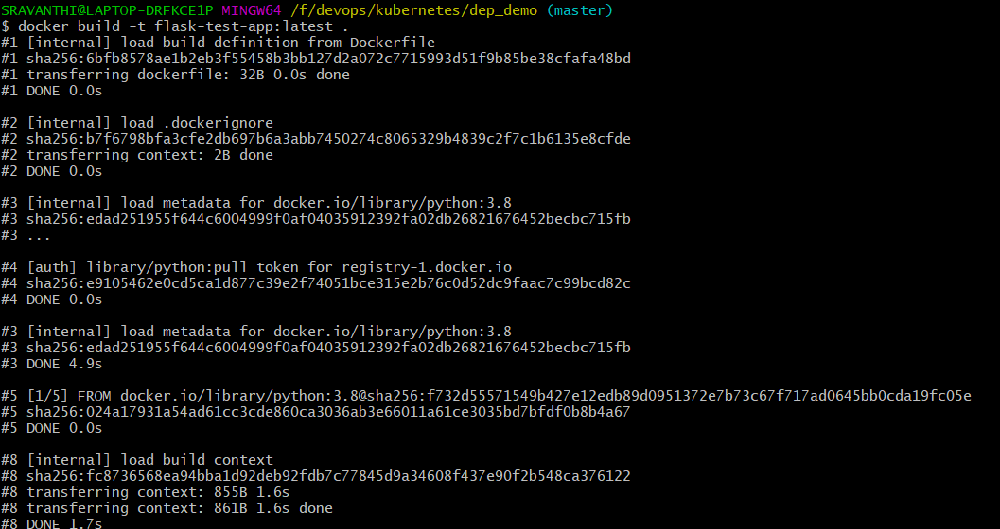 SRAVANTHI@LAPTOP-DRFKCE1P MINGW64 /f/devops/kubernetes/dep_demo (master)
$ docker build -t flask-test-app:latest .
#1 [internal] load build definition from Dockerfile
#1 sha256:6bfb8578ae1b2eb3f55458b3bb127d2a072c7715993d51f9b85be38cfafa48bd
#1 transferring dockerfile: 32B 0.0s done
#1 DONE 0.0s
#2 [internal] load .dockerignore
#2 sha256:b7f6798bfa3cfe2db697b6a3abb7450274c8065329b4839c2f7c1b6135e8cfde
#2 transferring context: 2B done
#2 DONE 0.0s
#3 [internal] load metadata for docker.io/library/python:3.8
#3 sha256:edad251955f644c6004999f0af04035912392fa02db26821676452becbc715fb
#3 ...
#4 [auth] library/python:pull token for registry-1.docker.io
#4 sha256:e9105462e0cd5ca1d877c39e2f74051bce315e2b76c0d52dc9faac7c99bcd82c
#4 DONE 0.0s
#3 [internal] load metadata for docker.io/library/python:3.8
#3 sha256:edad251955f644c6004999f0af04035912392fa02db26821676452becbc715fb
#3 DONE 4.9s
#5 [1/5] FROM docker.io/library/python:3.8@sha256:f732d55571549b427e12edb89d0951372e7b73c67f717ad0645bb0cda19fc05e
#5 sha256:024a17931a54ad61cc3cde860ca3036ab3e66011a61ce3035bd7bfdf0b8b4a67
#5 DONE 0.0s
#8 [internal] load build context
#8 sha256:fc8736568ea94bba1d92deb92fdb7c77845d9a34608f437e90f2b548ca376122
#8 transferring context: 855B 1.6s
#8 transferring context: 861B 1.6s done
#8 DONE 1.7s